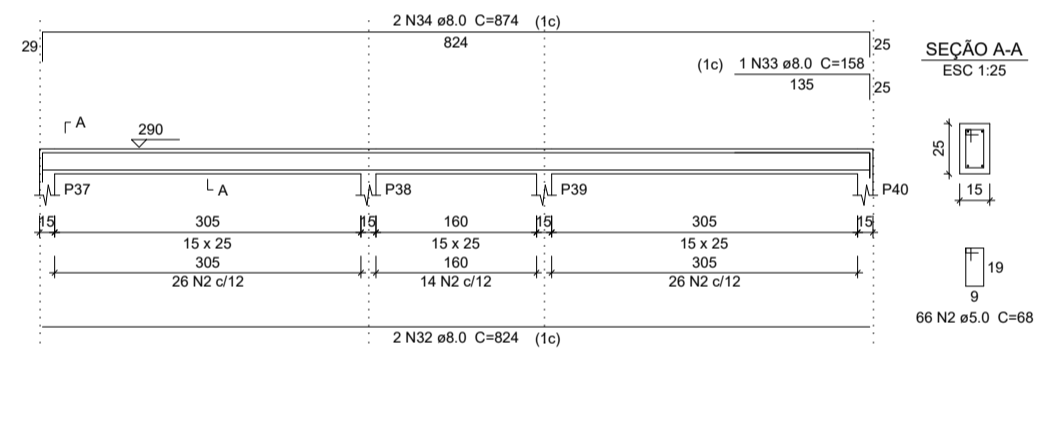 2 N34 ø8.0 C=874 (1c)
29
824
25
(1c) 1 N33 ø8.0 C=158
135
25
SEÇÃO A-A
ESC 1:25
A
290
25
15
P37
A
P38
P39
P40
15 305 15 160 15 305 15
15 x 25 15 x 25 15 x 25
305 160 305
26 N2 c/12 14 N2 c/12 26 N2 c/12
19
9
66 N2 ø5.0 C=68
2 N32 ø8.0 C=824 (1c)